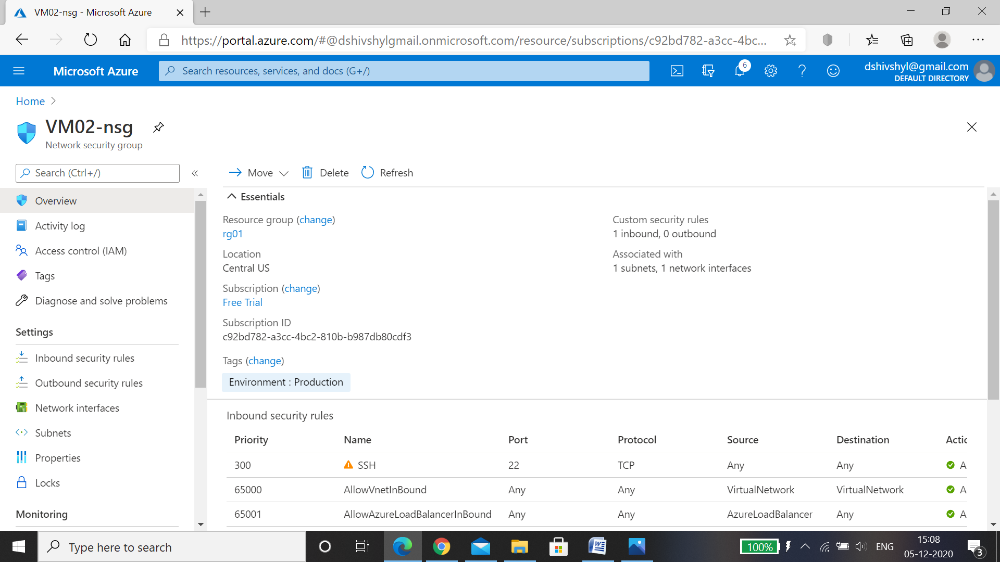 VM02-nsg - Microsoft Azure
https://portal.azure.com/#@dshivshylgmail.onmicrosoft.com/resource/subscriptions/c92bd782-a3cc-4bc...
Microsoft Azure
Search resources, services, and docs (G+/)
6
dshivshyl@gmail.com
DEFAULT DIRECTORY
Home
VM02-nsg
Network security group
Search (Ctrl+/)
«
Move
Delete
Refresh
Overview
Activity log
Access control (IAM)
Tags
Diagnose and solve problems
Settings
Inbound security rules
Outbound security rules
Network interfaces
Subnets
Properties
Locks
Monitoring
Essentials
Resource group (change)
rg01
Location
Central US
Subscription (change)
Free Trial
Subscription ID
c92bd782-a3cc-4bc2-810b-b987db80cdf3
Tags (change)
Environment : Production
Custom security rules
1 inbound, 0 outbound
Associated with
1 subnets, 1 network interfaces
Inbound security rules
Priority Name Port Protocol Source Destination Actic
300 SSH 22 TCP Any Any A
65000 AllowVnetInBound Any Any VirtualNetwork VirtualNetwork A
65001 AllowAzureLoadBalancerInBound Any Any AzureLoadBalancer Any A
Type here to search
100%
ENG
15:08
05-12-2020
3